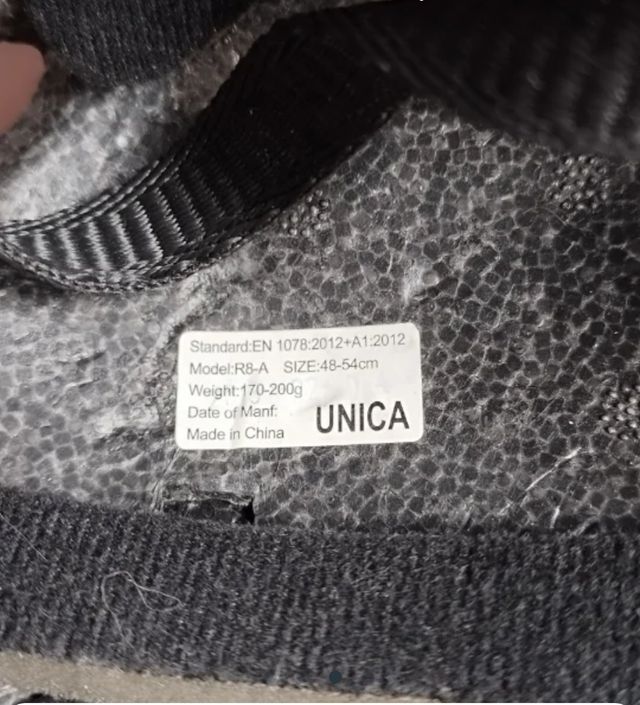 Standard:EN 1078:2012+A1:2012
Model:R8-A SIZE:48-54cm
Weight:170-200g
Date of Manf:
Made in China
UNICA